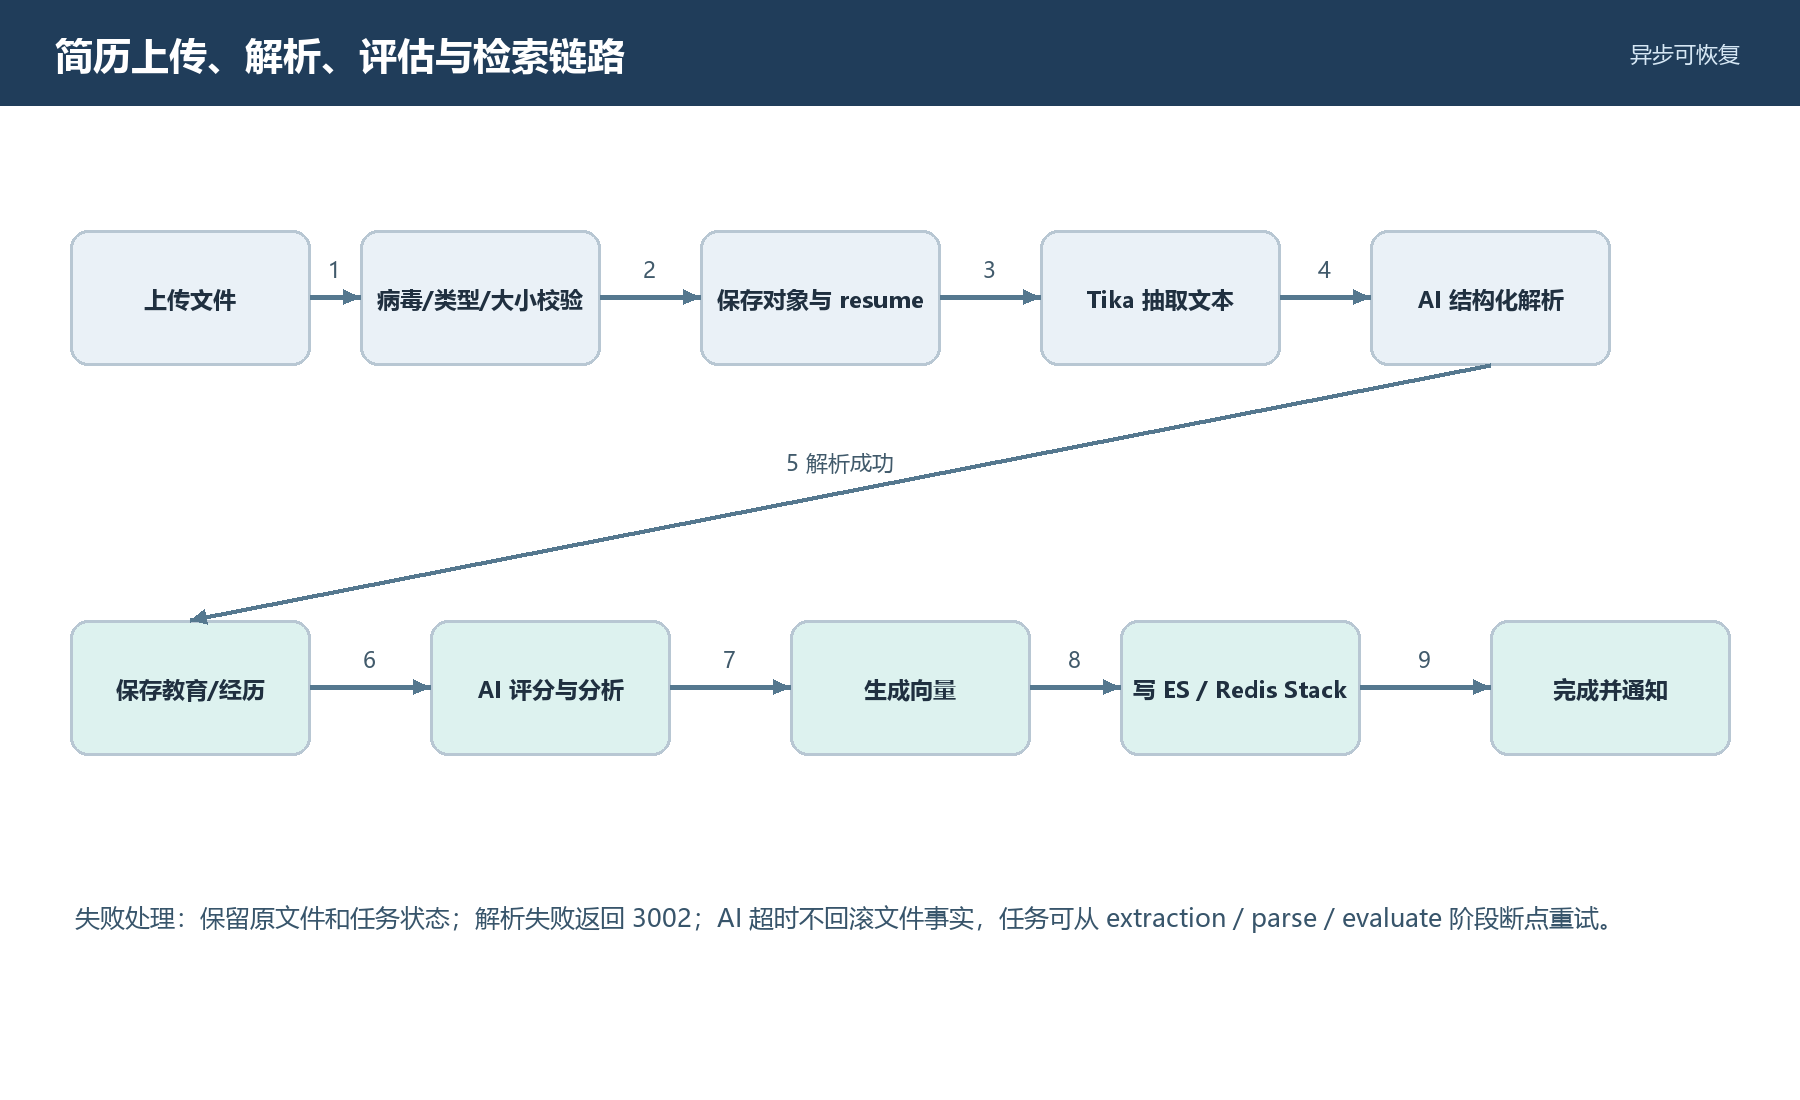 简历上传、解析、评估与检索链路
异步可恢复
上传文件
1
病毒/类型/大小校验
2
保存对象与 resume
3
Tika 抽取文本
4
AI 结构化解析
5 解析成功
保存教育/经历
6
AI 评分与分析
7
生成向量
8
写 ES / Redis Stack
9
完成并通知
失败处理：保留原文件和任务状态；解析失败返回 3002；AI 超时不回滚文件事实，任务可从 extraction / parse / evaluate 阶段断点重试。